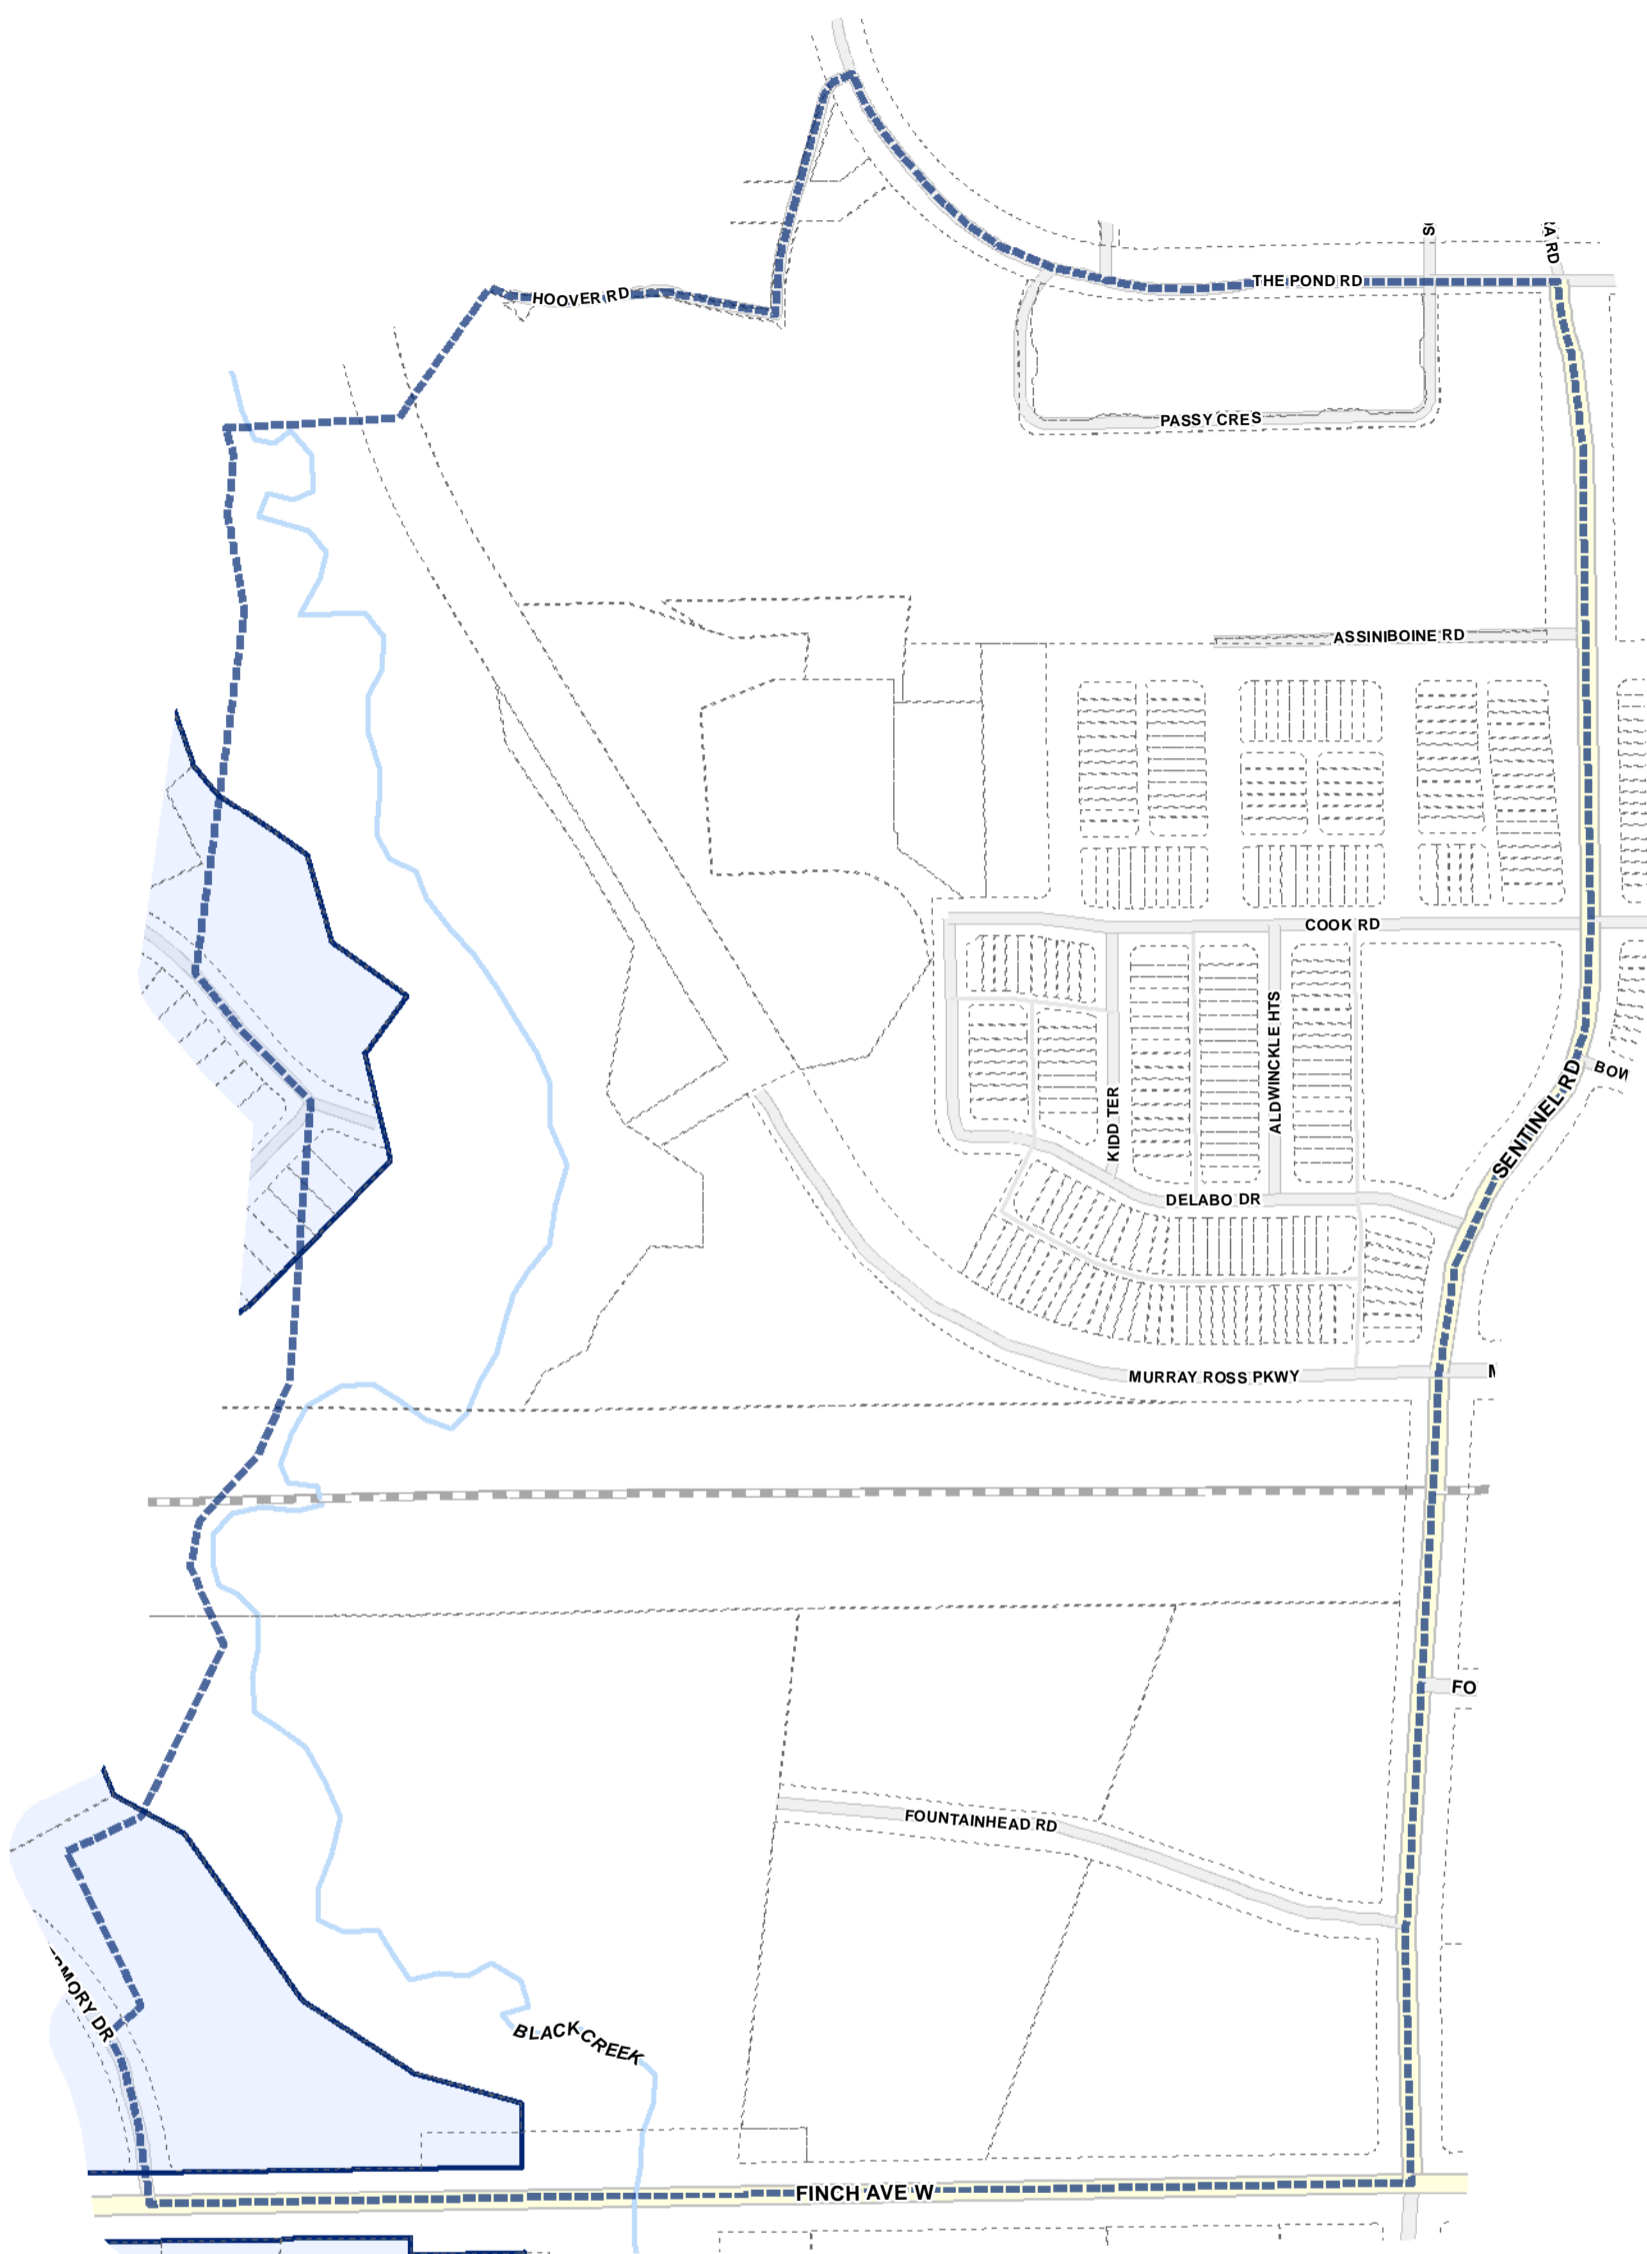 THE POND RD
HOOVER RD
PASSY CRES
ASSINIBOINE RD
COOK RD
ALDWINCKLE HTS
KIDD TER
SENTINEL RD
DELABO DR
MURRAY ROSS PKWY
FOUNTAINHEAD RD
BLACK CREEK
FINCH AVE W